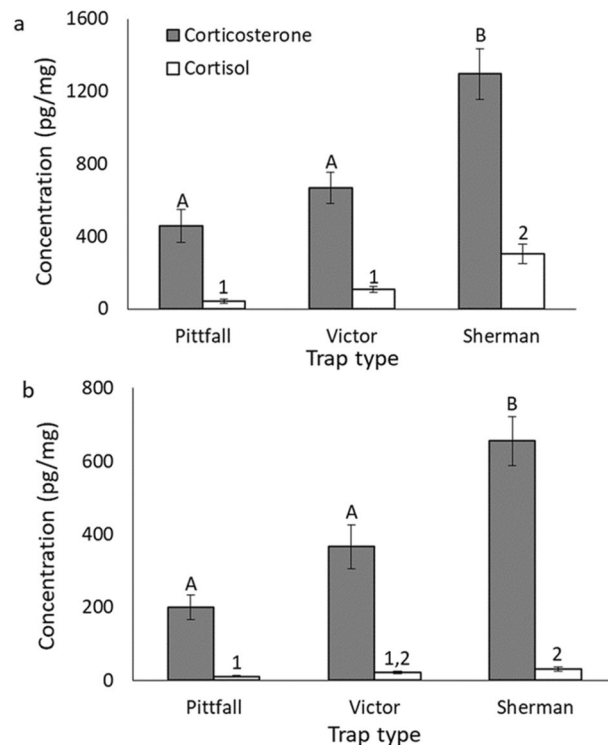 a
Concentration (pg/mg)
1600
1200
800
400
0
Corticosterone
Cortisol
A
1
A
1
B
2
Pittfall
Victor
Sherman
Trap type
b
Concentration (pg/mg)
800
600
400
200
0
A
1
A
1,2
B
2
Pittfall
Victor
Sherman
Trap type